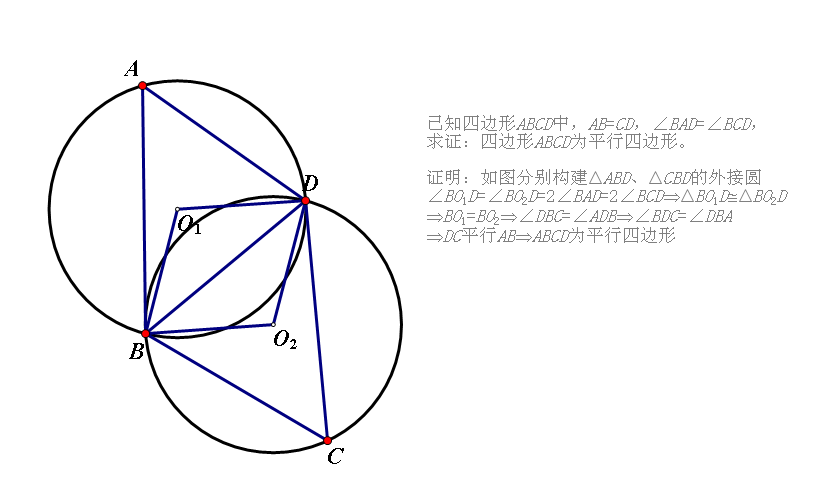 A
D
O1
B
O2
C
已知四边形ABCD中，AB=CD，∠BAD=∠BCD，
求证：四边形ABCD为平行四边形。
证明：如图分别构建△ABD、△CBD的外接圆
∠BO1D=∠BO2D=2∠BAD=2∠BCD⇒△BO1D≅△BO2D
⇒BO1=BO2⇒∠DBC=∠ADB⇒∠BDC=∠DBA
⇒DC平行AB⇒ABCD为平行四边形